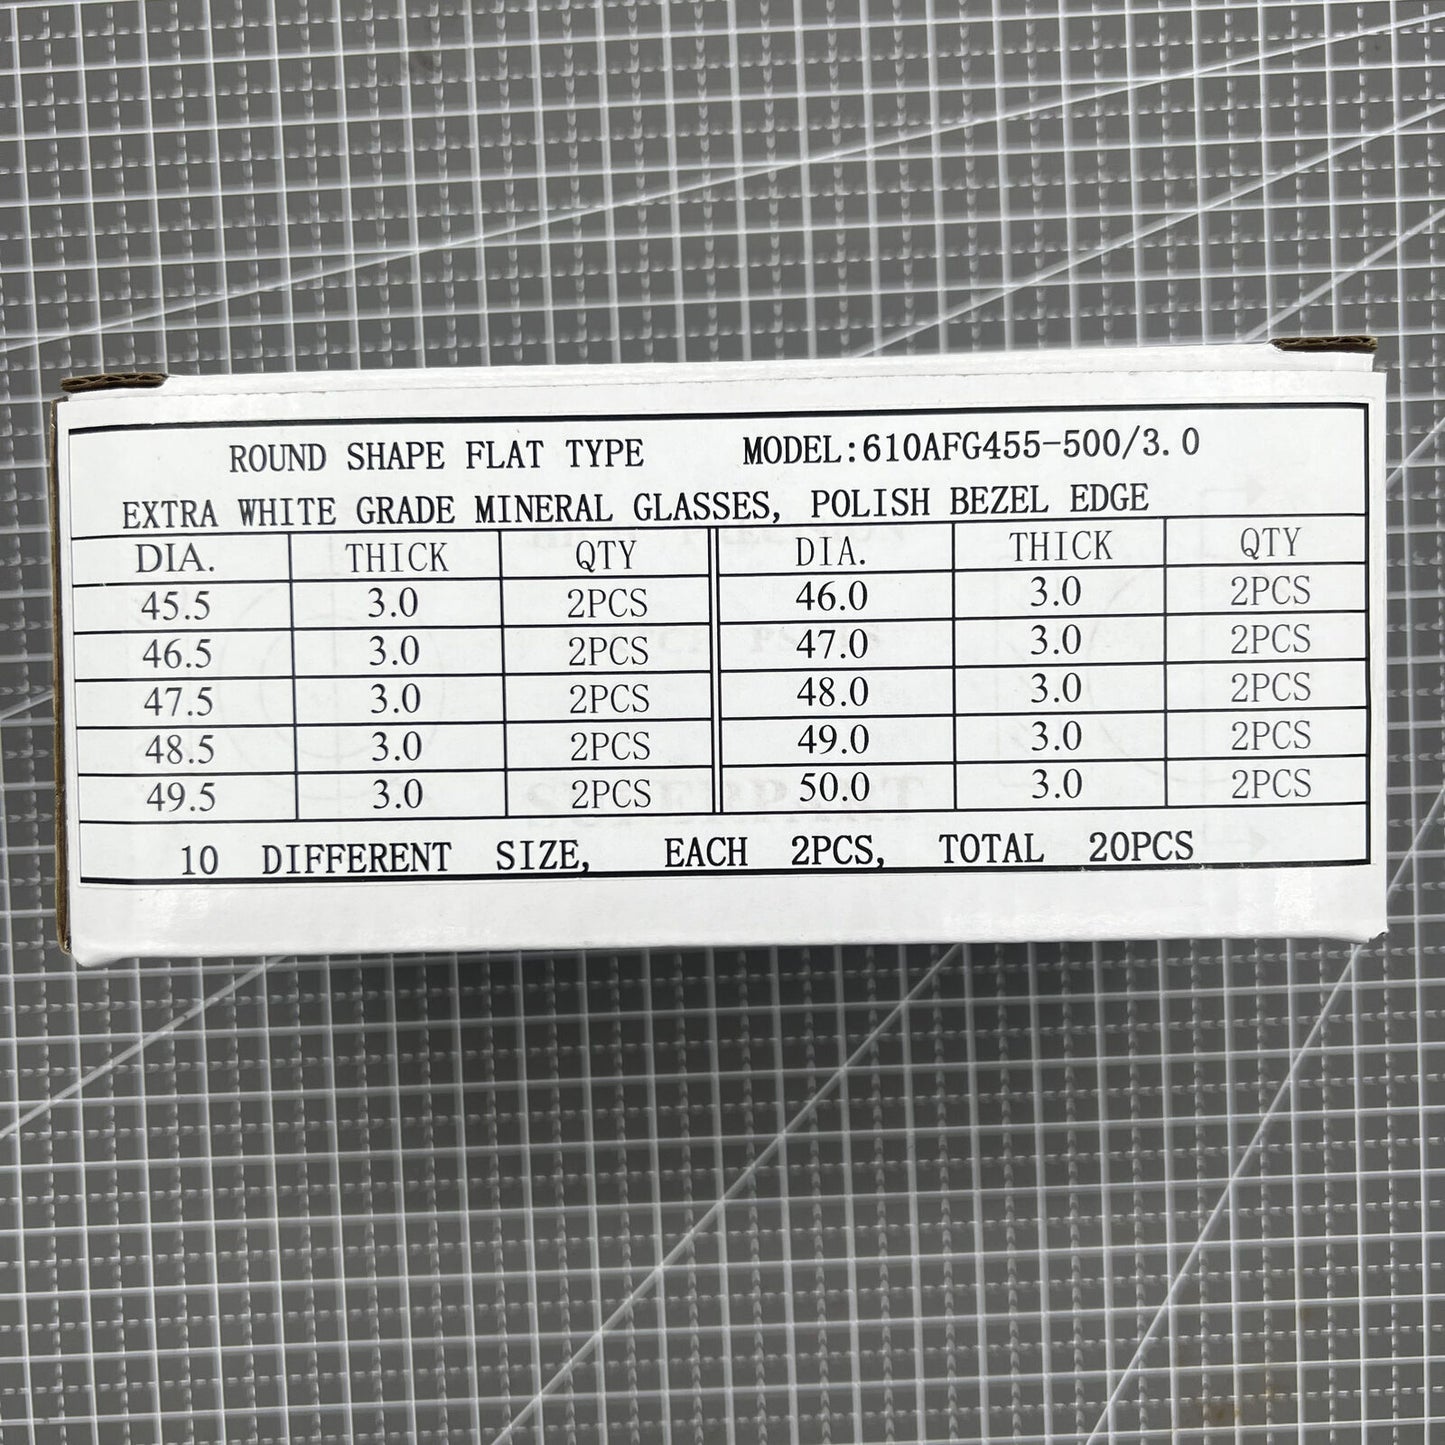 ROUND SHAPE FLAT TYPE MODEL:610AFG455-500/3.0
EXTRA WHITE GRADE MINERAL GLASSES, POLISH BEZEL EDGE
DIA. THICK QTY DIA. THICK QTY
45.5 3.0 2PCS 46.0 3.0 2PCS
46.5 3.0 2PCS 47.0 3.0 2PCS
47.5 3.0 2PCS 48.0 3.0 2PCS
48.5 3.0 2PCS 49.0 3.0 2PCS
49.5 3.0 2PCS 50.0 3.0 2PCS
10 DIFFERENT SIZE, EACH 2PCS, TOTAL 20PCS